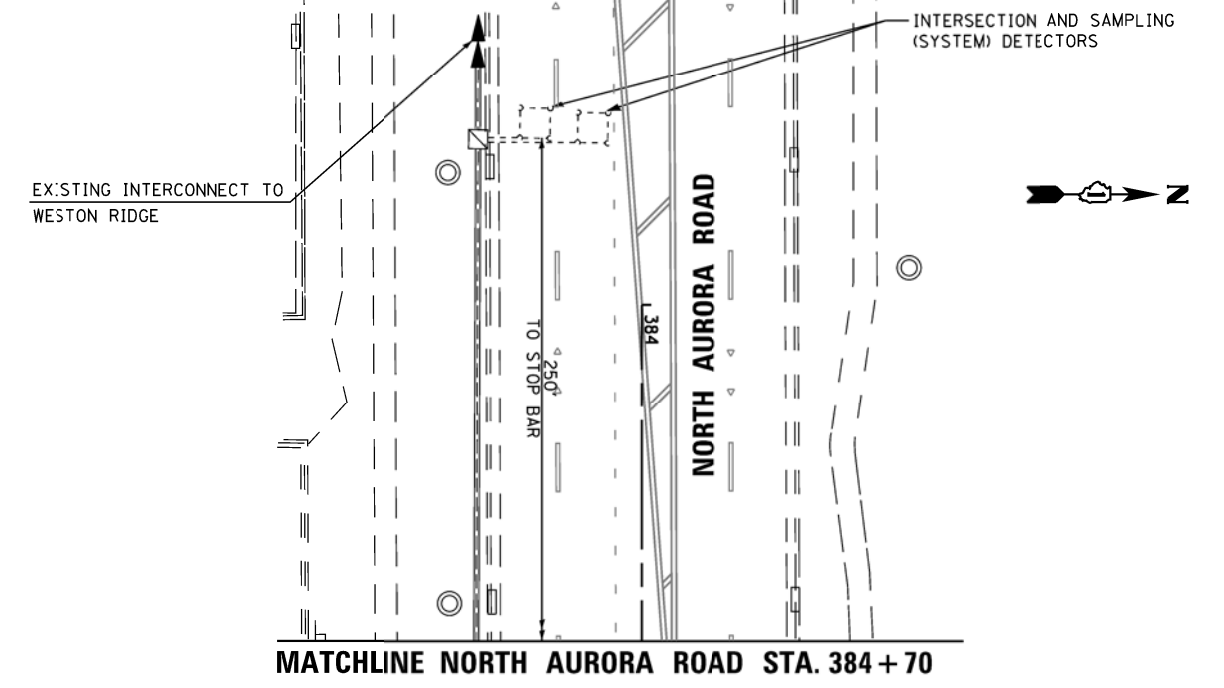 INTERSECTION AND SAMPLING
(SYSTEM) DETECTORS
EXISTING INTERCONNECT TO
WESTON RIDGE
N
NORTH AURORA ROAD
384
250'
TO STOP BAR
MATCHLINE NORTH AURORA ROAD STA. 384+70